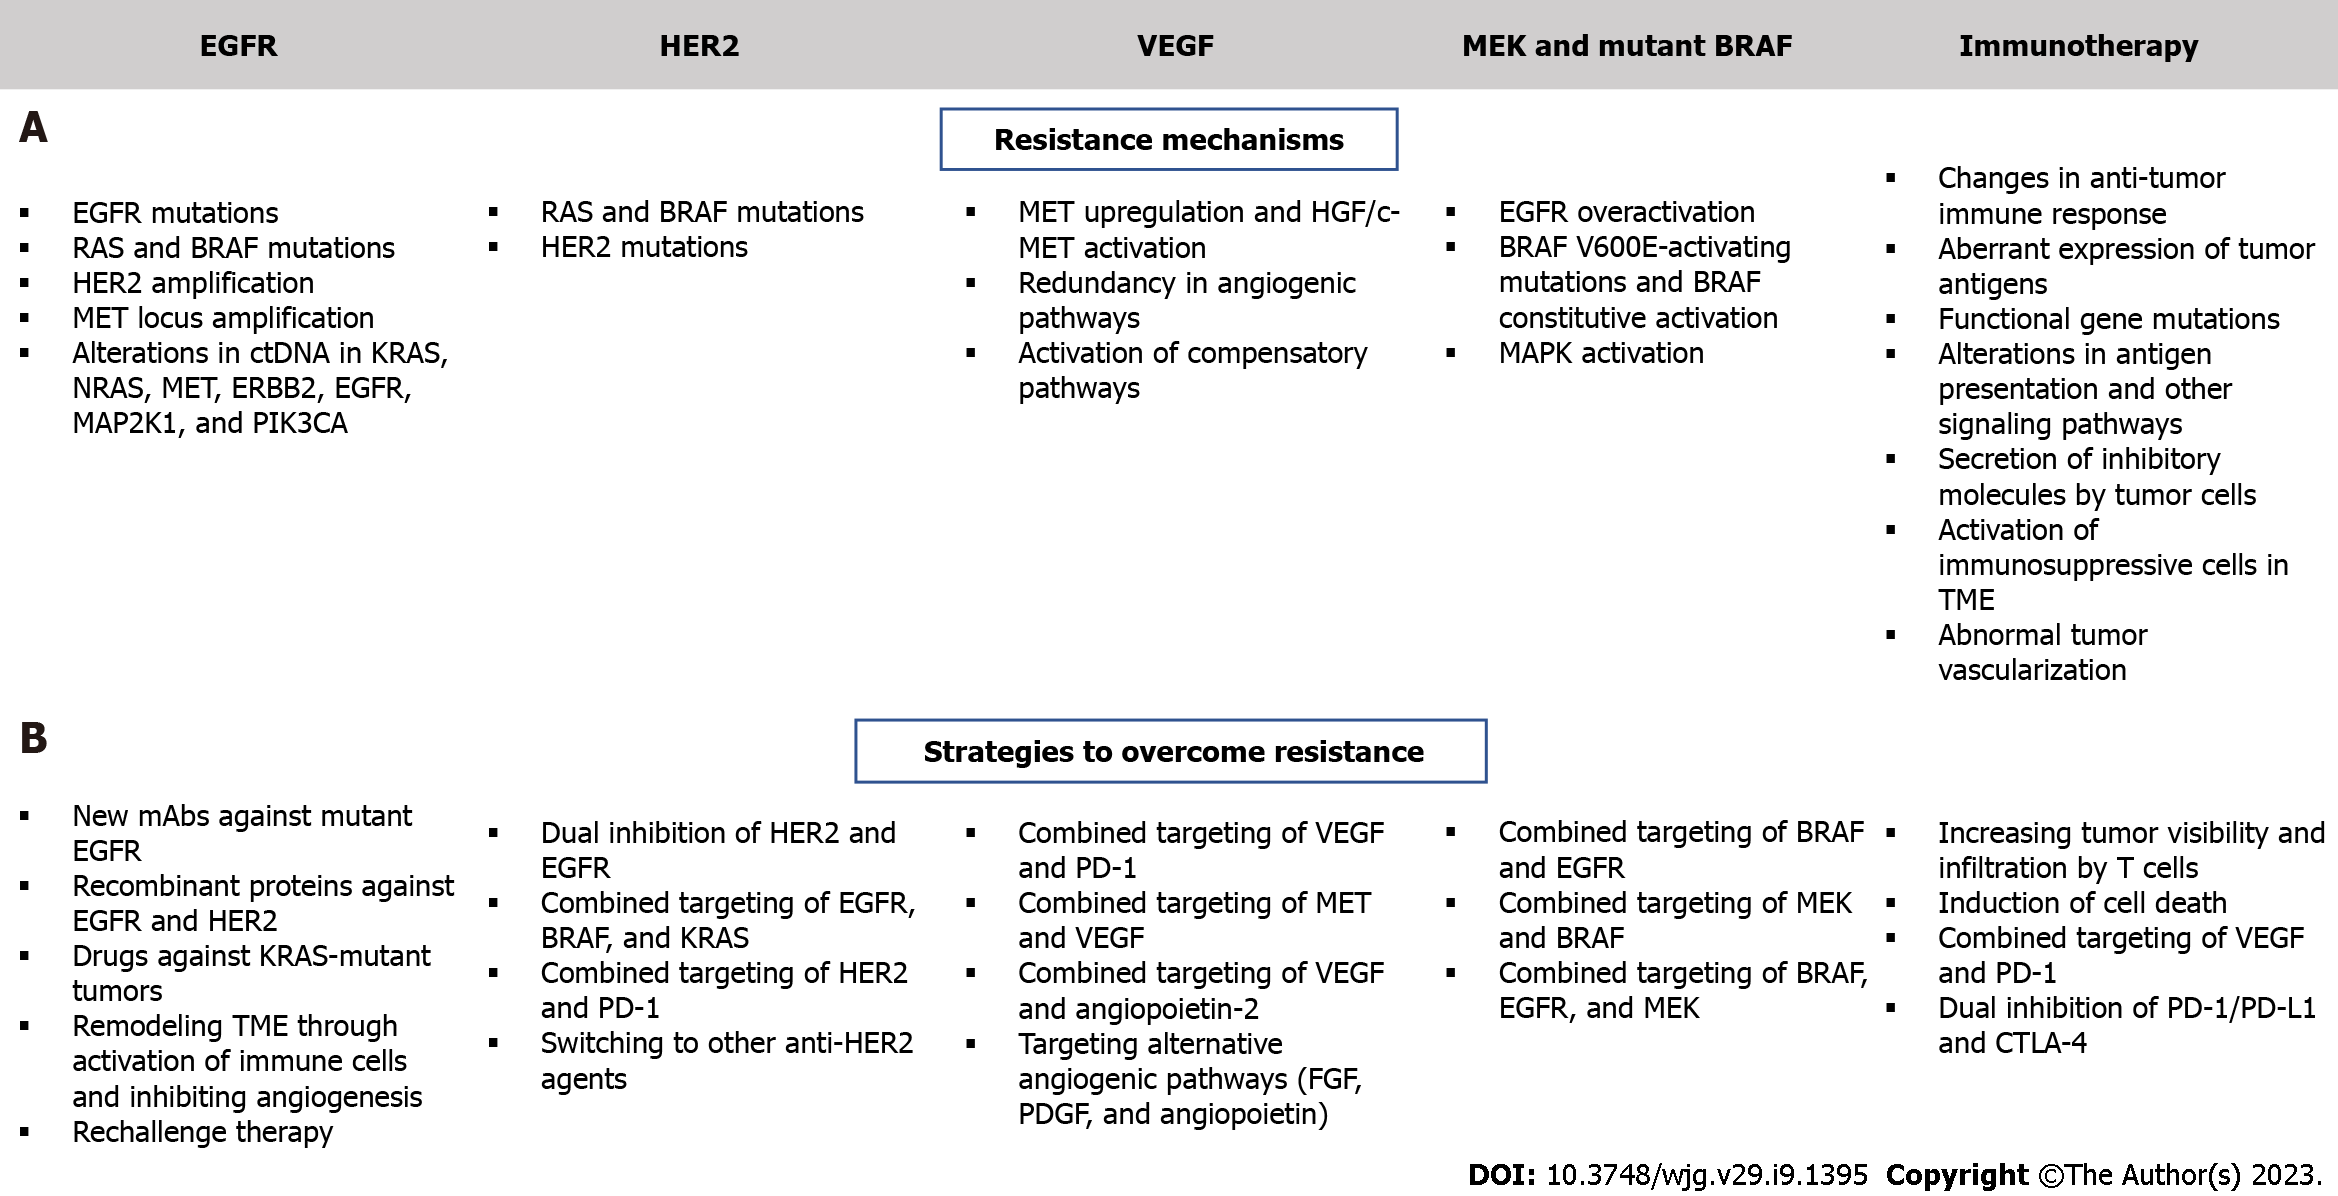 EGFR
HER2
VEGF
MEK and mutant BRAF
Immunotherapy
A
Resistance mechanisms
▪ EGFR mutations
▪ RAS and BRAF mutations
▪ HER2 amplification
▪ MET locus amplification
▪ Alterations in ctDNA in KRAS,
NRAS, MET, ERBB2, EGFR,
MAP2K1, and PIK3CA
▪ RAS and BRAF mutations
▪ HER2 mutations
▪ MET upregulation and HGF/c-
MET activation
▪ Redundancy in angiogenic
pathways
▪ Activation of compensatory
pathways
▪ EGFR overactivation
▪ BRAF V600E-activating
mutations and BRAF
constitutive activation
▪ MAPK activation
▪ Changes in anti-tumor
immune response
▪ Aberrant expression of tumor
antigens
▪ Functional gene mutations
▪ Alterations in antigen
presentation and other
signaling pathways
▪ Secretion of inhibitory
molecules by tumor cells
▪ Activation of
immunosuppressive cells in
TME
▪ Abnormal tumor
vascularization
B
Strategies to overcome resistance
▪ New mAbs against mutant
EGFR
▪ Recombinant proteins against
EGFR and HER2
▪ Drugs against KRAS-mutant
tumors
▪ Remodeling TME through
activation of immune cells
and inhibiting angiogenesis
▪ Rechallenge therapy
▪ Dual inhibition of HER2 and
EGFR
▪ Combined targeting of EGFR,
BRAF, and KRAS
▪ Combined targeting of HER2
and PD-1
▪ Switching to other anti-HER2
agents
▪ Combined targeting of VEGF
and PD-1
▪ Combined targeting of MET
and VEGF
▪ Combined targeting of VEGF
and angiopoietin-2
▪ Targeting alternative
angiogenic pathways (FGF,
PDGF, and angiopoietin)
▪ Combined targeting of BRAF
and EGFR
▪ Combined targeting of MEK
and BRAF
▪ Combined targeting of BRAF,
EGFR, and MEK
▪ Increasing tumor visibility and
infiltration by T cells
▪ Induction of cell death
▪ Combined targeting of VEGF
and PD-1
▪ Dual inhibition of PD-1/PD-L1
and CTLA-4
DOI: 10.3748/wjg.v29.i9.1395 Copyright ©The Author(s) 2023.